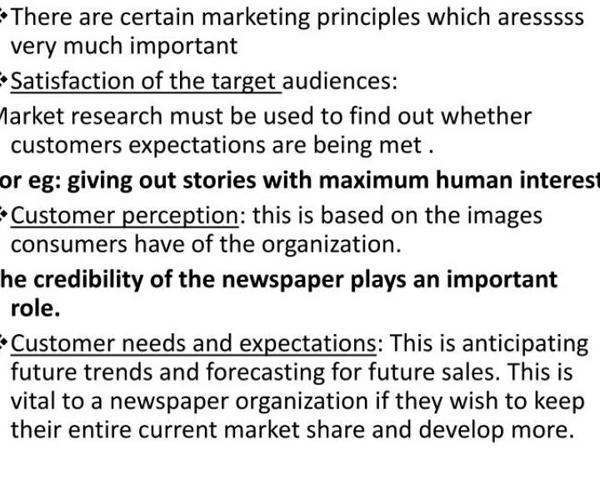 ❖There are certain marketing principles which aresssss
very much important
❖Satisfaction of the target audiences:
Market research must be used to find out whether
customers expectations are being met .
or eg: giving out stories with maximum human interest
❖Customer perception: this is based on the images
consumers have of the organization.
he credibility of the newspaper plays an important
role.
❖Customer needs and expectations: This is anticipating
future trends and forecasting for future sales. This is
vital to a newspaper organization if they wish to keep
their entire current market share and develop more.